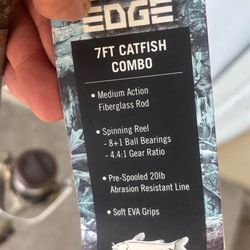 EDGE
7FT CATFISH
COMBO
• Medium Action
Fiberglass Rod
• Spinning Reel
- 8+1 Ball Bearings
- 4.4:1 Gear Ratio
• Pre-Spooled 20lb
Abrasion Resistant Line
• Soft EVA Grips